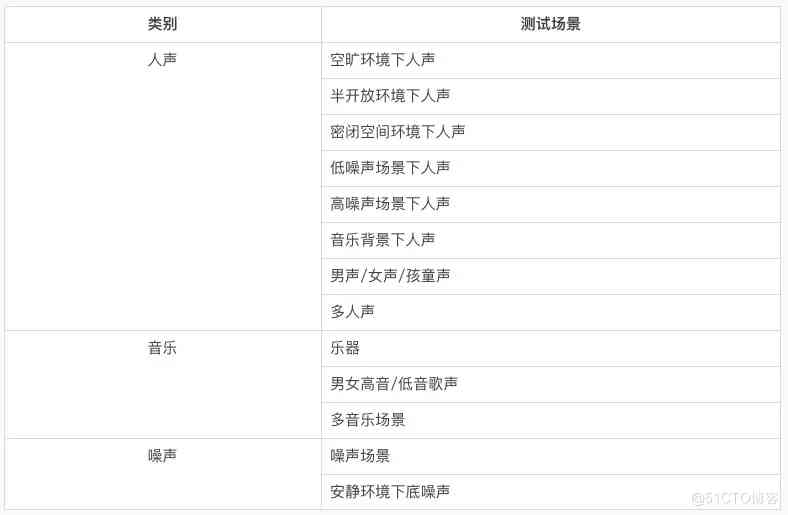 类别 测试场景
人声 空旷环境下人声
半开放环境下人声
密闭空间环境下人声
低噪声场景下人声
高噪声场景下人声
音乐背景下人声
男声/女声/孩童声
多人声
音乐 乐器
男女高音/低音歌声
多音乐场景
噪声 噪声场景
安静环境下底噪声
@51CTO博客